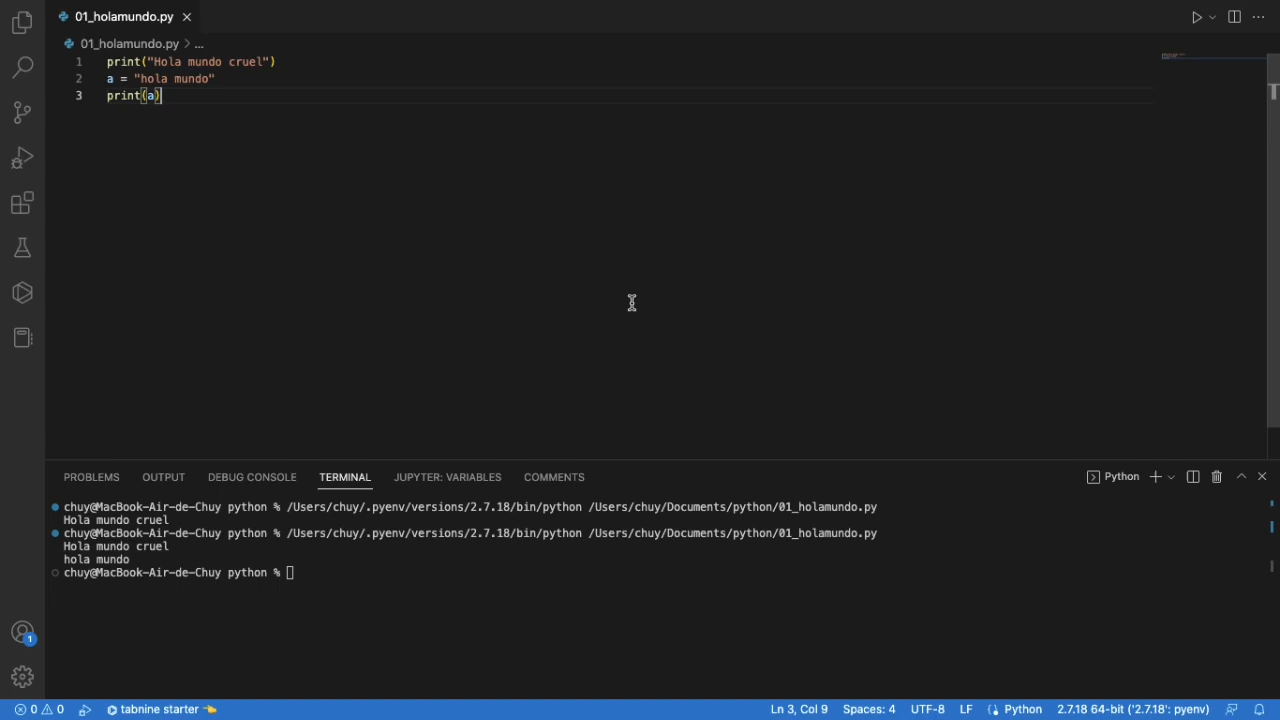 01_holamundo.py
01_holamundo.py > ...
1 print("Hola mundo cruel")
2 a = "hola mundo"
3 print(a)
PROBLEMS OUTPUT DEBUG CONSOLE TERMINAL JUPYTER: VARIABLES COMMENTS Python
chuy@MacBook-Air-de-Chuy python % /Users/chuy/.pyenv/versions/2.7.18/bin/python /Users/chuy/Documents/python/01_holamundo.py
Hola mundo cruel
chuy@MacBook-Air-de-Chuy python % /Users/chuy/.pyenv/versions/2.7.18/bin/python /Users/chuy/Documents/python/01_holamundo.py
Hola mundo cruel
hola mundo
chuy@MacBook-Air-de-Chuy python %
1
0 0 tabnine starter Ln 3, Col 9 Spaces: 4 UTF-8 LF Python 2.7.18 64-bit ('2.7.18': pyenv)